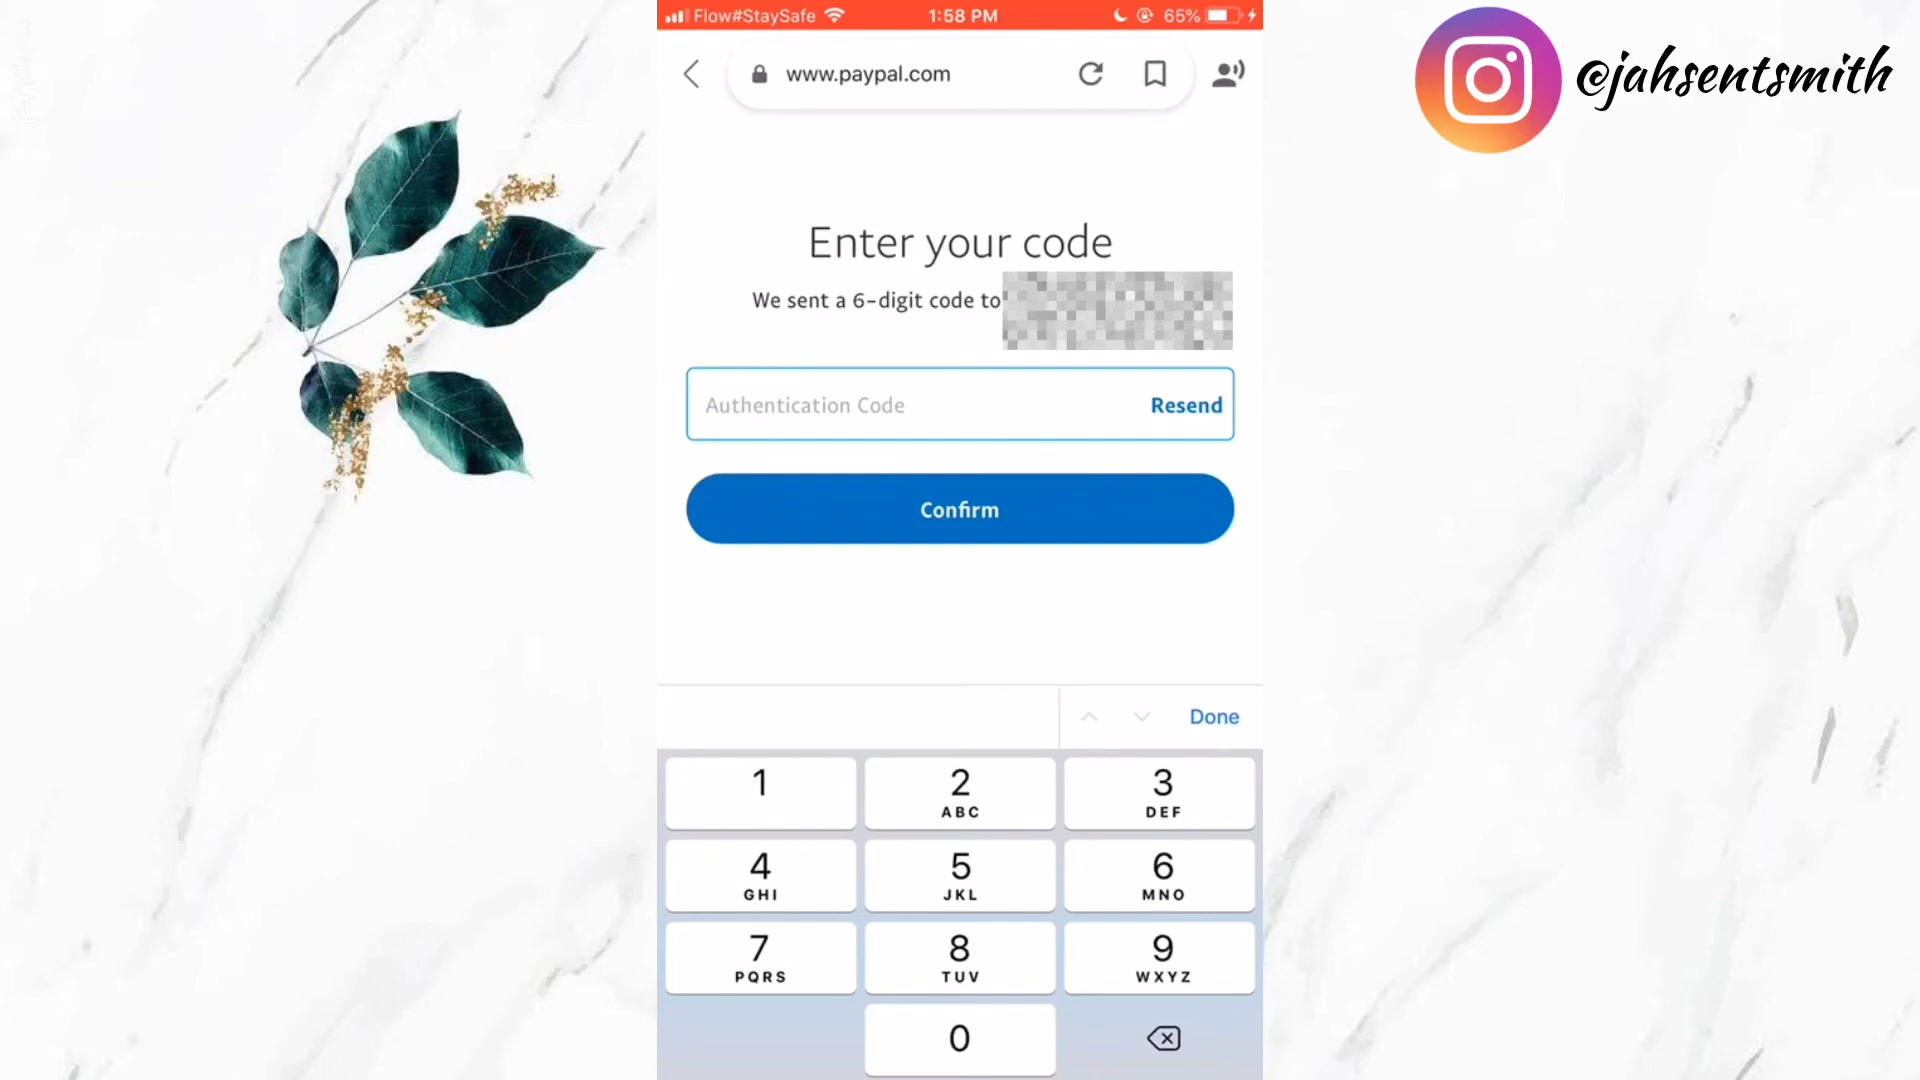 Flow#StaySafe 1:58 PM 65%
@jahsentsmith
www.paypal.com
Enter your code
We sent a 6-digit code to
Authentication Code Resend
Confirm
Done
1 2 3
ABC DEF
4 5 6
GHI JKL MNO
7 8 9
PQRS TUV WXYZ
0